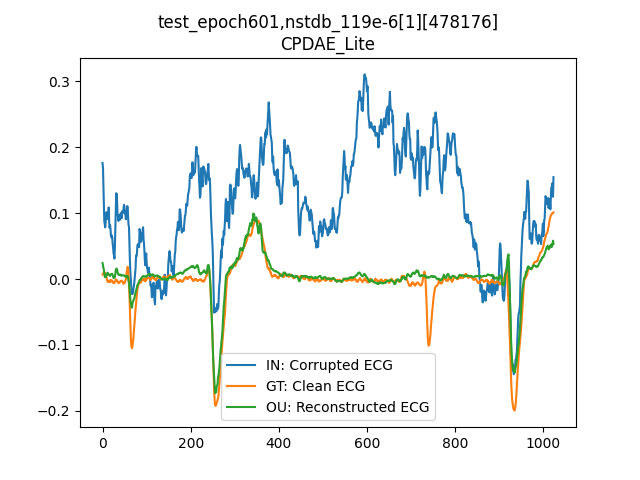 test_epoch601,nstdb_119e-6[1][478176]
CPDAE_Lite
0.3
0.2
0.1
0.0
−0.1
−0.2
IN: Corrupted ECG
GT: Clean ECG
OU: Reconstructed ECG
0 200 400 600 800 1000